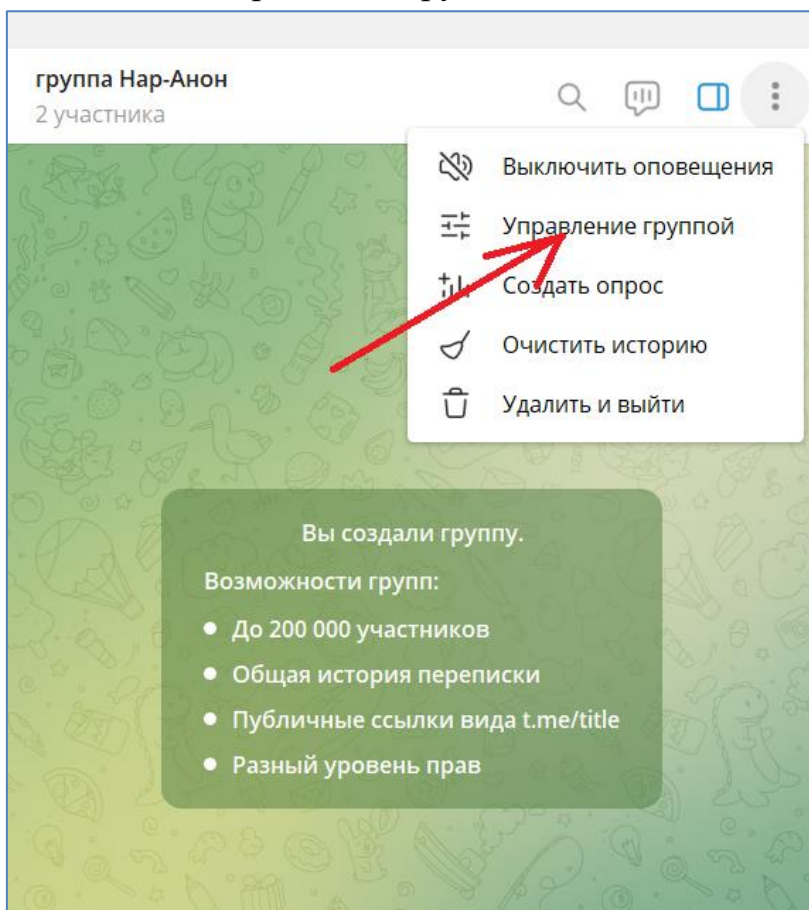 группа Нар-Анон
2 участника
Выключить оповещения
Управление группой
Создать опрос
Очистить историю
Удалить и выйти
Вы создали группу.
Возможности групп:
До 200 000 участников
Общая история переписки
Публичные ссылки вида t.me/title
Разный уровень прав